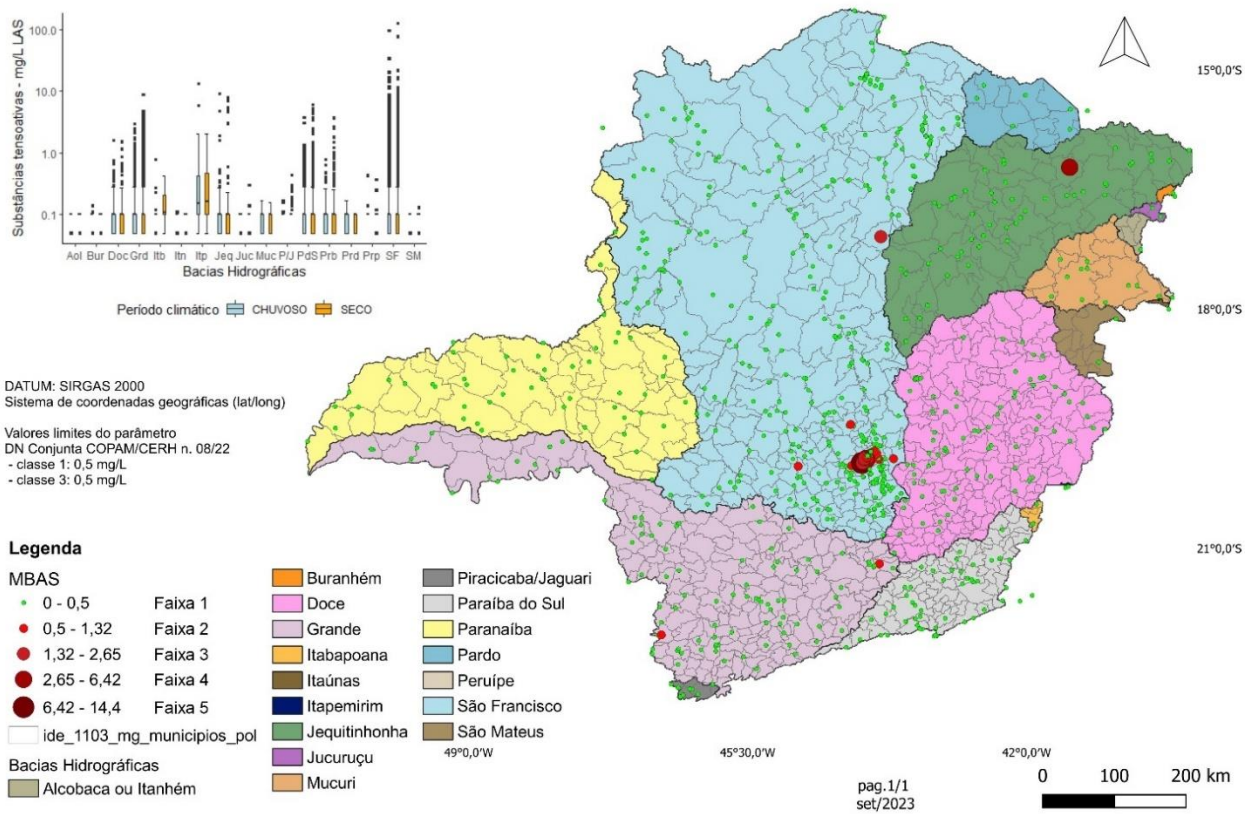 Substâncias tensoativas - mg/L LAS
100.0
10.0
1.0
0.1
Aol Bur Doc Grd Itb Itn Itp Jeq Juc Muc P/J PdS Prb Prd Prp SF SM
Bacias Hidrográficas
Período climático CHUVOSO SECO
15°0,0'S
18°0,0'S
21°0,0'S
DATUM: SIRGAS 2000
Sistema de coordenadas geográficas (lat/long)
Valores limites do parâmetro
DN Conjunta COPAM/CERH n. 08/22
- classe 1: 0,5 mg/L
- classe 3: 0,5 mg/L
Legenda
MBAS
0 - 0,5 Faixa 1
0,5 - 1,32 Faixa 2
1,32 - 2,65 Faixa 3
2,65 - 6,42 Faixa 4
6,42 - 14,4 Faixa 5
ide_1103_mg_municipios_pol
Bacias Hidrográficas
Alcobaca ou Itanhém
Buranhém
Doce
Grande
Itabapoana
Itaúnas
Itapemirim
Jequitinhonha
Jucuruçu
Mucuri
Piracicaba/Jaguari
Paraíba do Sul
Paranaíba
Pardo
Peruípe
São Francisco
São Mateus
49°0,0'W
45°30,0'W
42°0,0'W
pag.1/1
set/2023
0 100 200 km